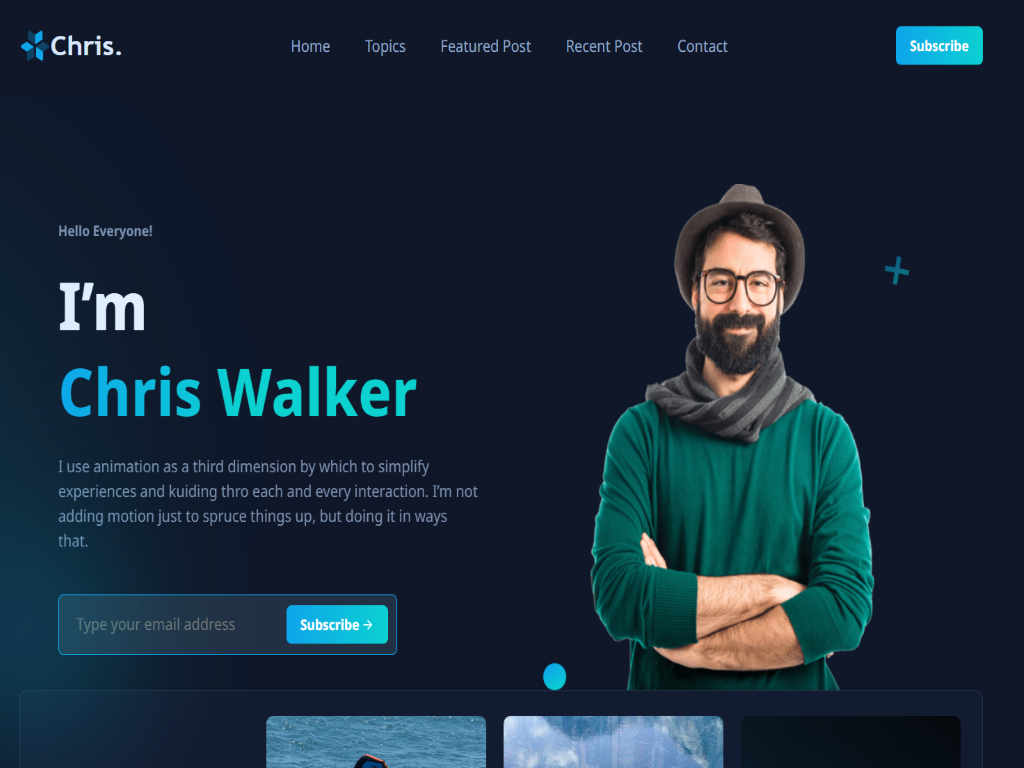 Chris.
Home Topics Featured Post Recent Post Contact
Subscribe
Hello Everyone!
I’m
Chris Walker
I use animation as a third dimension by which to simplify
experiences and kuiding thro each and every interaction. I’m not
adding motion just to spruce things up, but doing it in ways
that.
Type your email address
Subscribe →